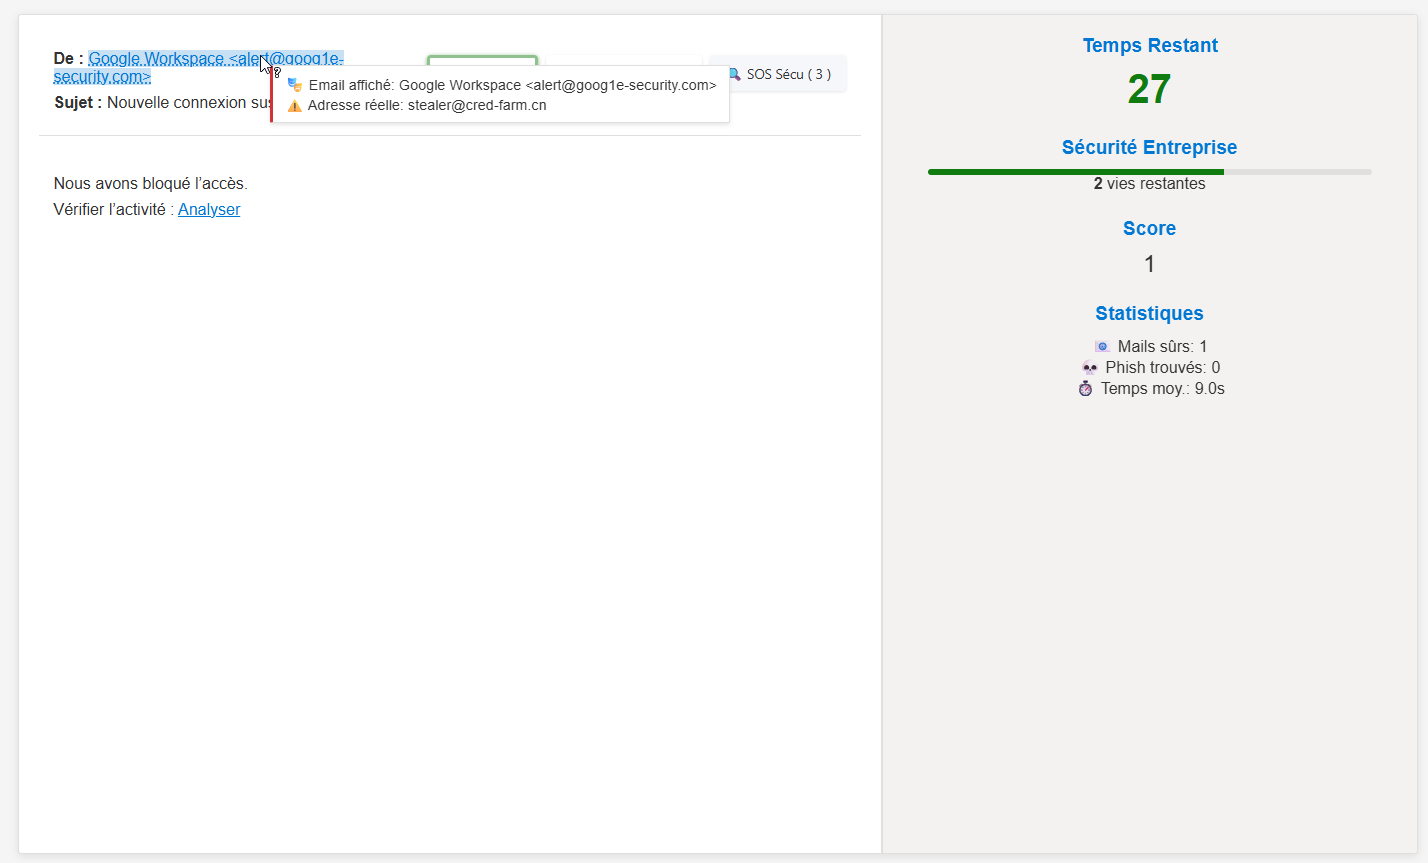 De : Google Workspace <alert@goog1e-
security.com>
SOS Sécu ( 3 )
Email affiché: Google Workspace <alert@goog1e-security.com>
Adresse réelle: stealer@cred-farm.cn
Sujet : Nouvelle connexion
Nous avons bloqué l’accès.
Vérifier l’activité : Analyser
Temps Restant
27
Sécurité Entreprise
2 vies restantes
Score
1
Statistiques
Mails sûrs: 1
Phish trouvés: 0
Temps moy.: 9.0s